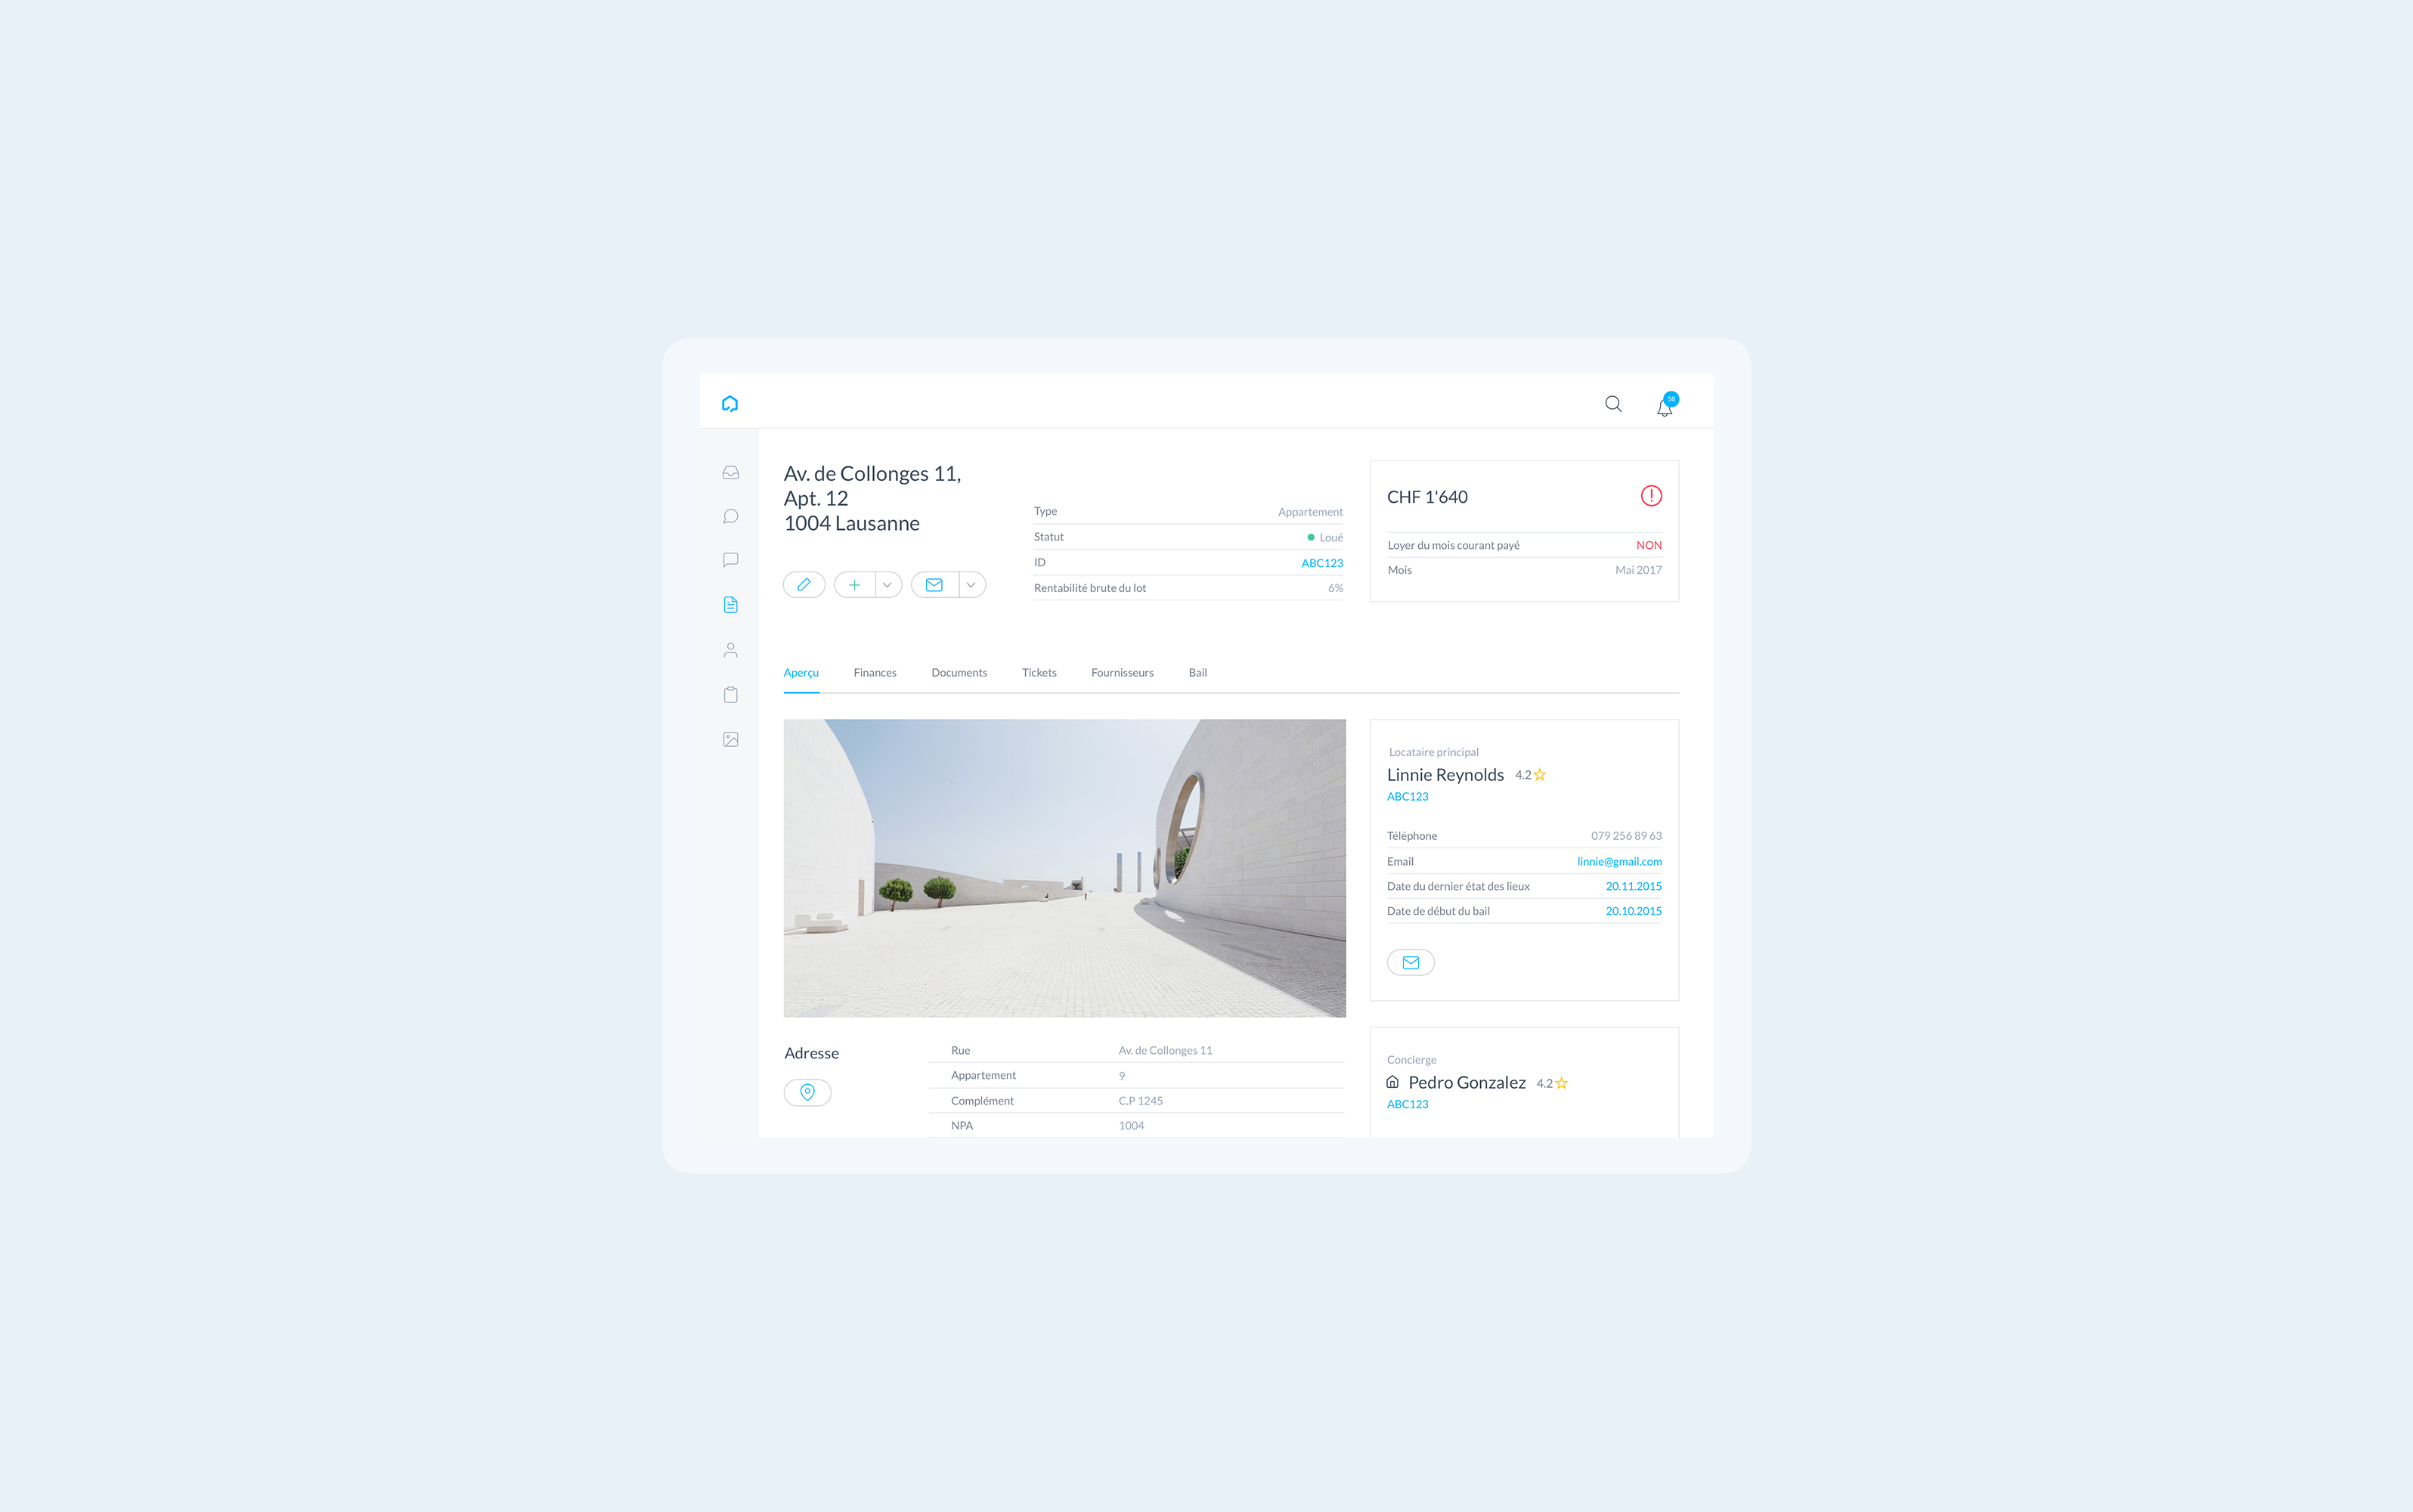 58
Av. de Collonges 11,
Apt. 12
1004 Lausanne
Type Appartement
Statut Loué
ID ABC123
Rentabilité brute du lot 6%
CHF 1'640
Loyer du mois courant payé NON
Mois Mai 2017
Aperçu Finances Documents Tickets Fournisseurs Bail
Locataire principal
Linnie Reynolds 4.2
ABC123
Téléphone 079 256 89 63
Email linnie@gmail.com
Date du dernier état des lieux 20.11.2015
Date de début du bail 20.10.2015
Adresse
Rue Av. de Collonges 11
Appartement 9
Complément C.P 1245
NPA 1004
Concierge
Pedro Gonzalez 4.2
ABC123